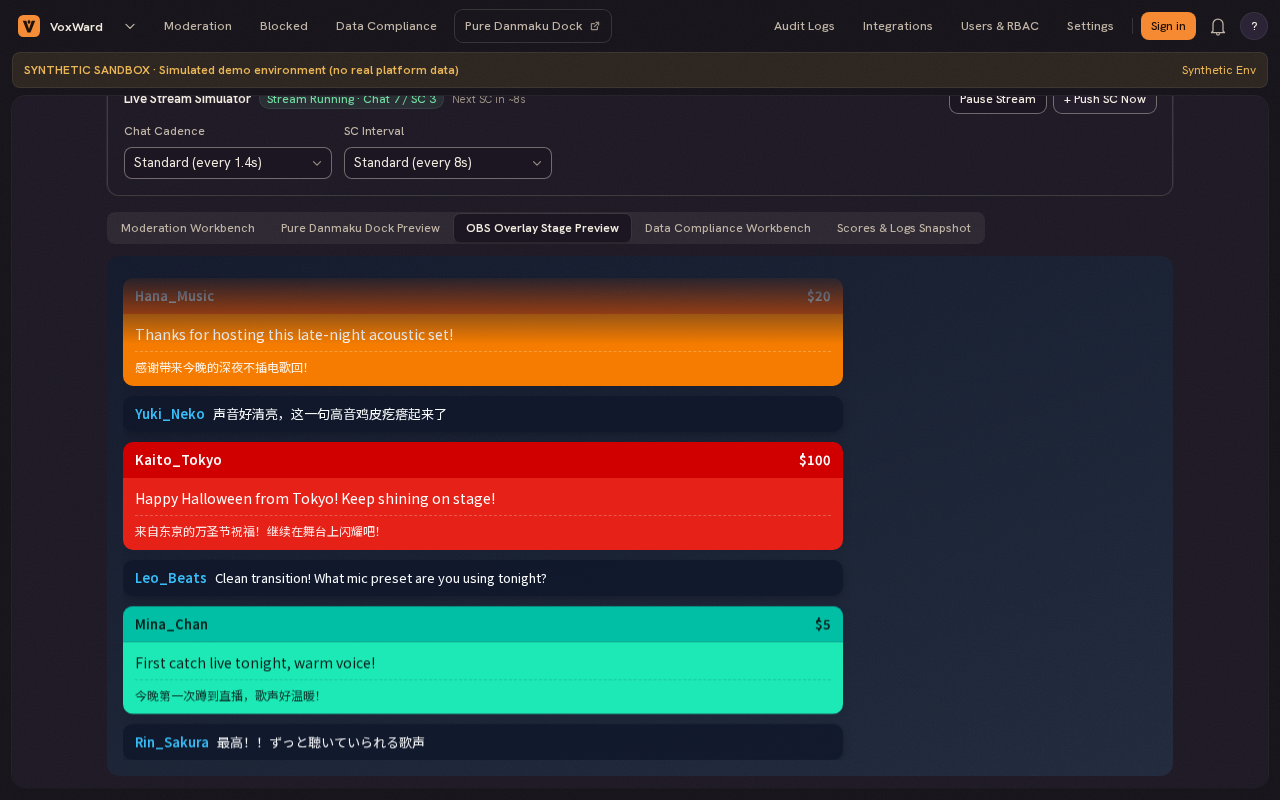 VoxWard
Moderation
Blocked
Data Compliance
Pure Danmaku Dock
Audit Logs
Integrations
Users & RBAC
Settings
Sign in
?
SYNTHETIC SANDBOX · Simulated demo environment (no real platform data)
Synthetic Env
Live Stream Simulator
Stream Running · Chat 7 / SC 3
Next SC in ~8s
Pause Stream
+ Push SC Now
Chat Cadence
SC Interval
Standard (every 1.4s)
Standard (every 8s)
Moderation Workbench
Pure Danmaku Dock Preview
OBS Overlay Stage Preview
Data Compliance Workbench
Scores & Logs Snapshot
Hana_Music
$20
Thanks for hosting this late-night acoustic set!
感谢带来今晚的深夜不插电歌回！
Yuki_Neko 声音好清亮，这一句高音鸡皮疙瘩起来了
Kaito_Tokyo
$100
Happy Halloween from Tokyo! Keep shining on stage!
来自东京的万圣节祝福！继续在舞台上闪耀吧！
Leo_Beats Clean transition! What mic preset are you using tonight?
Mina_Chan
$5
First catch live tonight, warm voice!
今晚第一次蹲到直播，歌声好温暖！
Rin_Sakura 最高！！ずっと聴いていられる歌声